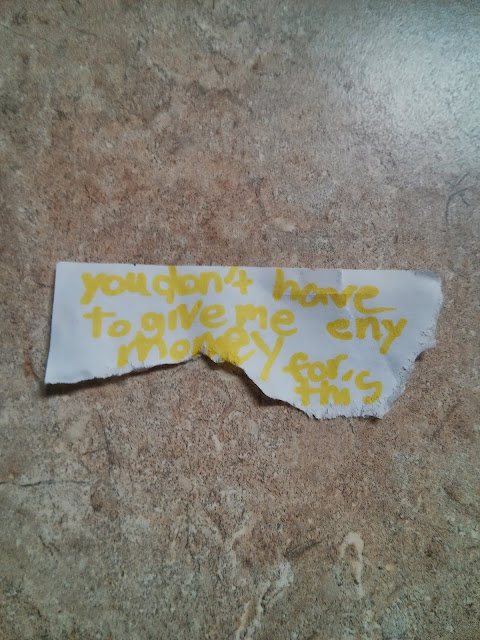 you don't have
to give me eny
money for
this